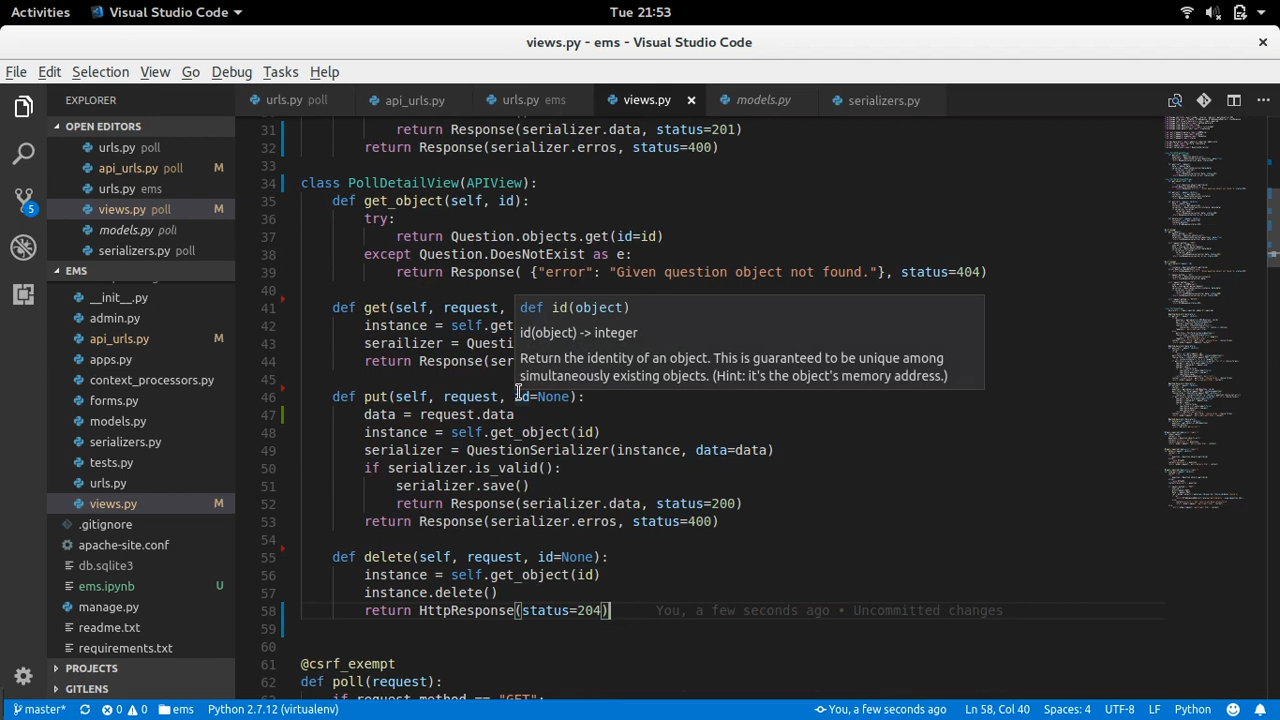 Activities Visual Studio Code Tue 21:53
views.py - ems - Visual Studio Code
File Edit Selection View Go Debug Tasks Help
EXPLORER
OPEN EDITORS
urls.py poll
api_urls.py poll M
urls.py ems
views.py poll M
models.py poll
serializers.py poll
EMS
__init__.py
admin.py
api_urls.py M
apps.py
context_processors.py
forms.py
models.py
serializers.py
tests.py
urls.py
views.py M
.gitignore
apache-site.conf
db.sqlite3
ems.ipynb U
manage.py
readme.txt
requirements.txt
PROJECTS
GITLENS
5
urls.py poll api_urls.py urls.py ems views.py models.py serializers.py
31 return Response(serializer.data, status=201)
32 return Response(serializer.erros, status=400)
33
34 class PollDetailView(APIView):
35 def get_object(self, id):
36 try:
37 return Question.objects.get(id=id)
38 except Question.DoesNotExist as e:
39 return Response( {"error": "Given question object not found."}, status=404)
40
41 def get(self, request,
42 instance = self.get
43 serailizer = Questi
44 return Response(ser
45
def id(object)
id(object) -> integer
Return the identity of an object. This is guaranteed to be unique among
simultaneously existing objects. (Hint: it's the object's memory address.)
46 def put(self, request, id=None):
47 data = request.data
48 instance = self.get_object(id)
49 serializer = QuestionSerializer(instance, data=data)
50 if serializer.is_valid():
51 serializer.save()
52 return Response(serializer.data, status=200)
53 return Response(serializer.erros, status=400)
54
55 def delete(self, request, id=None):
56 instance = self.get_object(id)
57 instance.delete()
58 return HttpResponse(status=204) You, a few seconds ago • Uncommitted changes
59
60
61 @csrf_exempt
62 def poll(request):
63 if request.method == "GET":
master* 0 0 ems Python 2.7.12 (virtualenv) You, a few seconds ago Ln 58, Col 40 Spaces: 4 UTF-8 LF Python